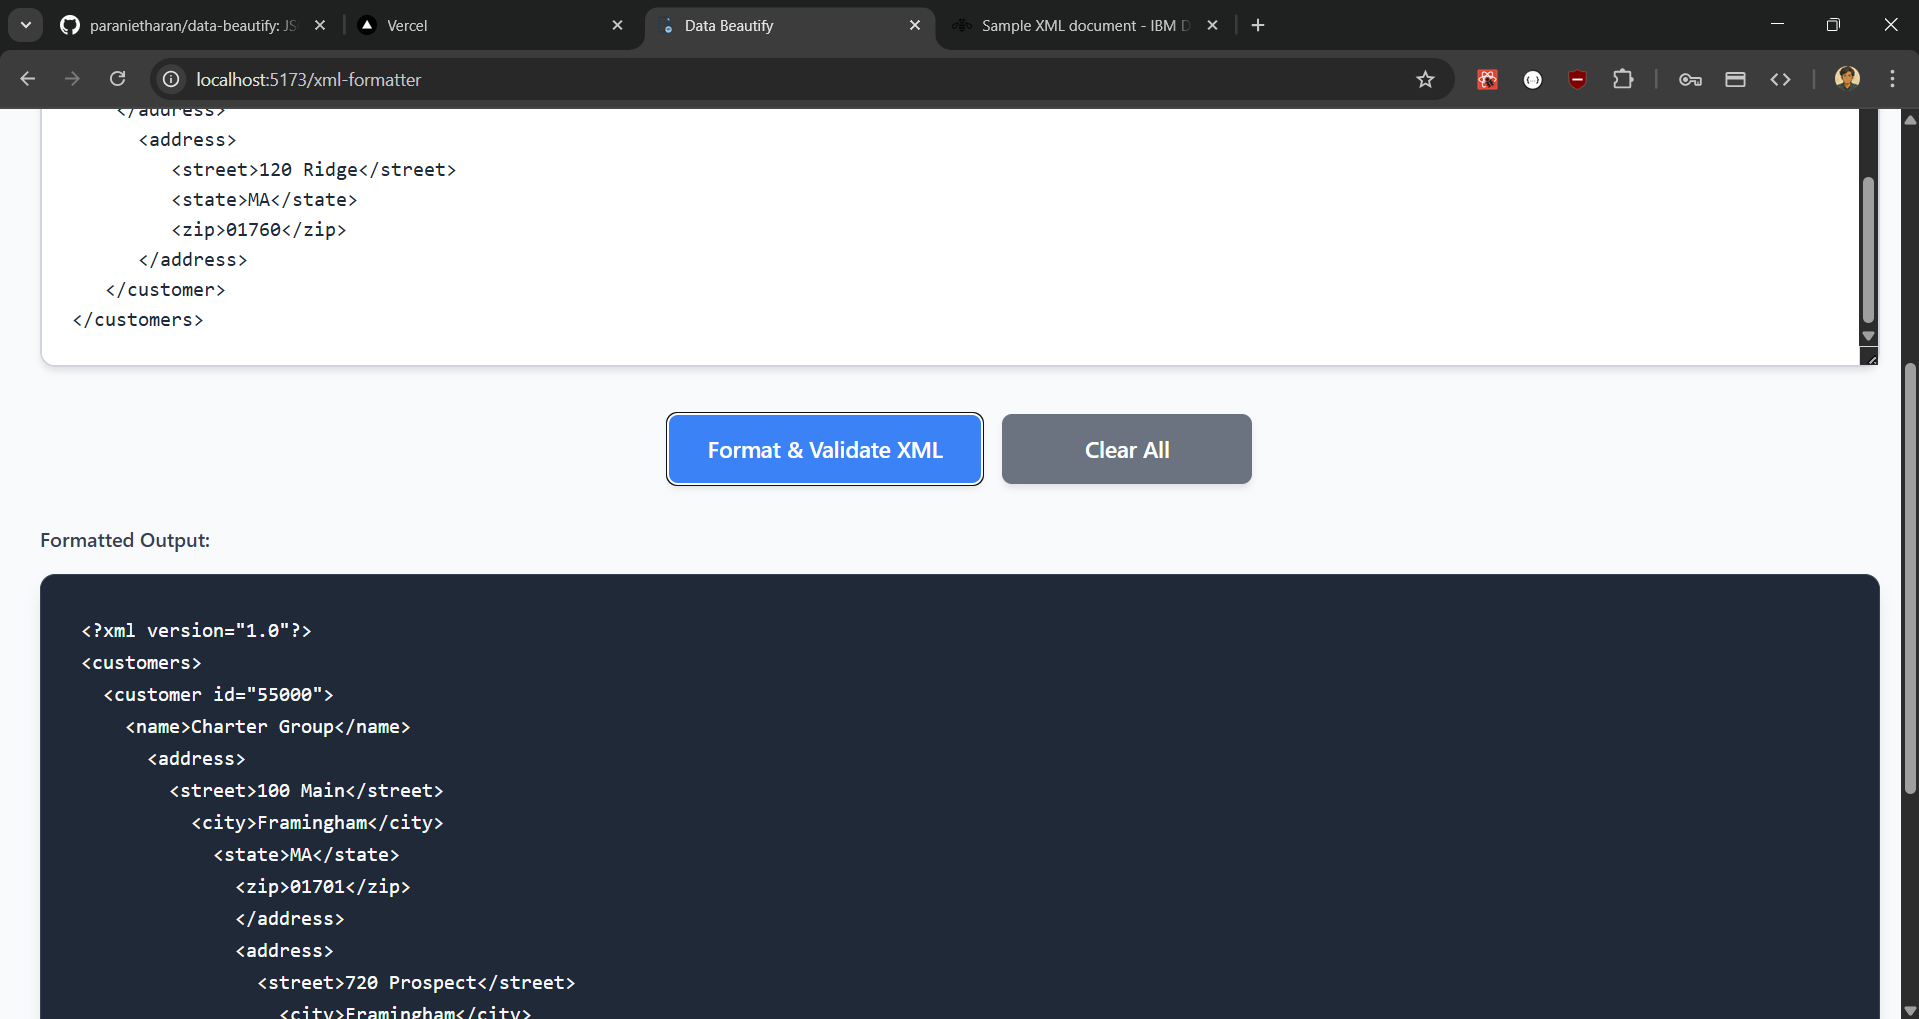 paranietharan/data-beautify: JS
Vercel
Data Beautify
Sample XML document - IBM D
localhost:5173/xml-formatter
</address>
<address>
<street>120 Ridge</street>
<state>MA</state>
<zip>01760</zip>
</address>
</customer>
</customers>
Format & Validate XML
Clear All
Formatted Output:
<?xml version="1.0"?>
<customers>
<customer id="55000">
<name>Charter Group</name>
<address>
<street>100 Main</street>
<city>Framingham</city>
<state>MA</state>
<zip>01701</zip>
</address>
<address>
<street>720 Prospect</street>
<city>Framingham</city>